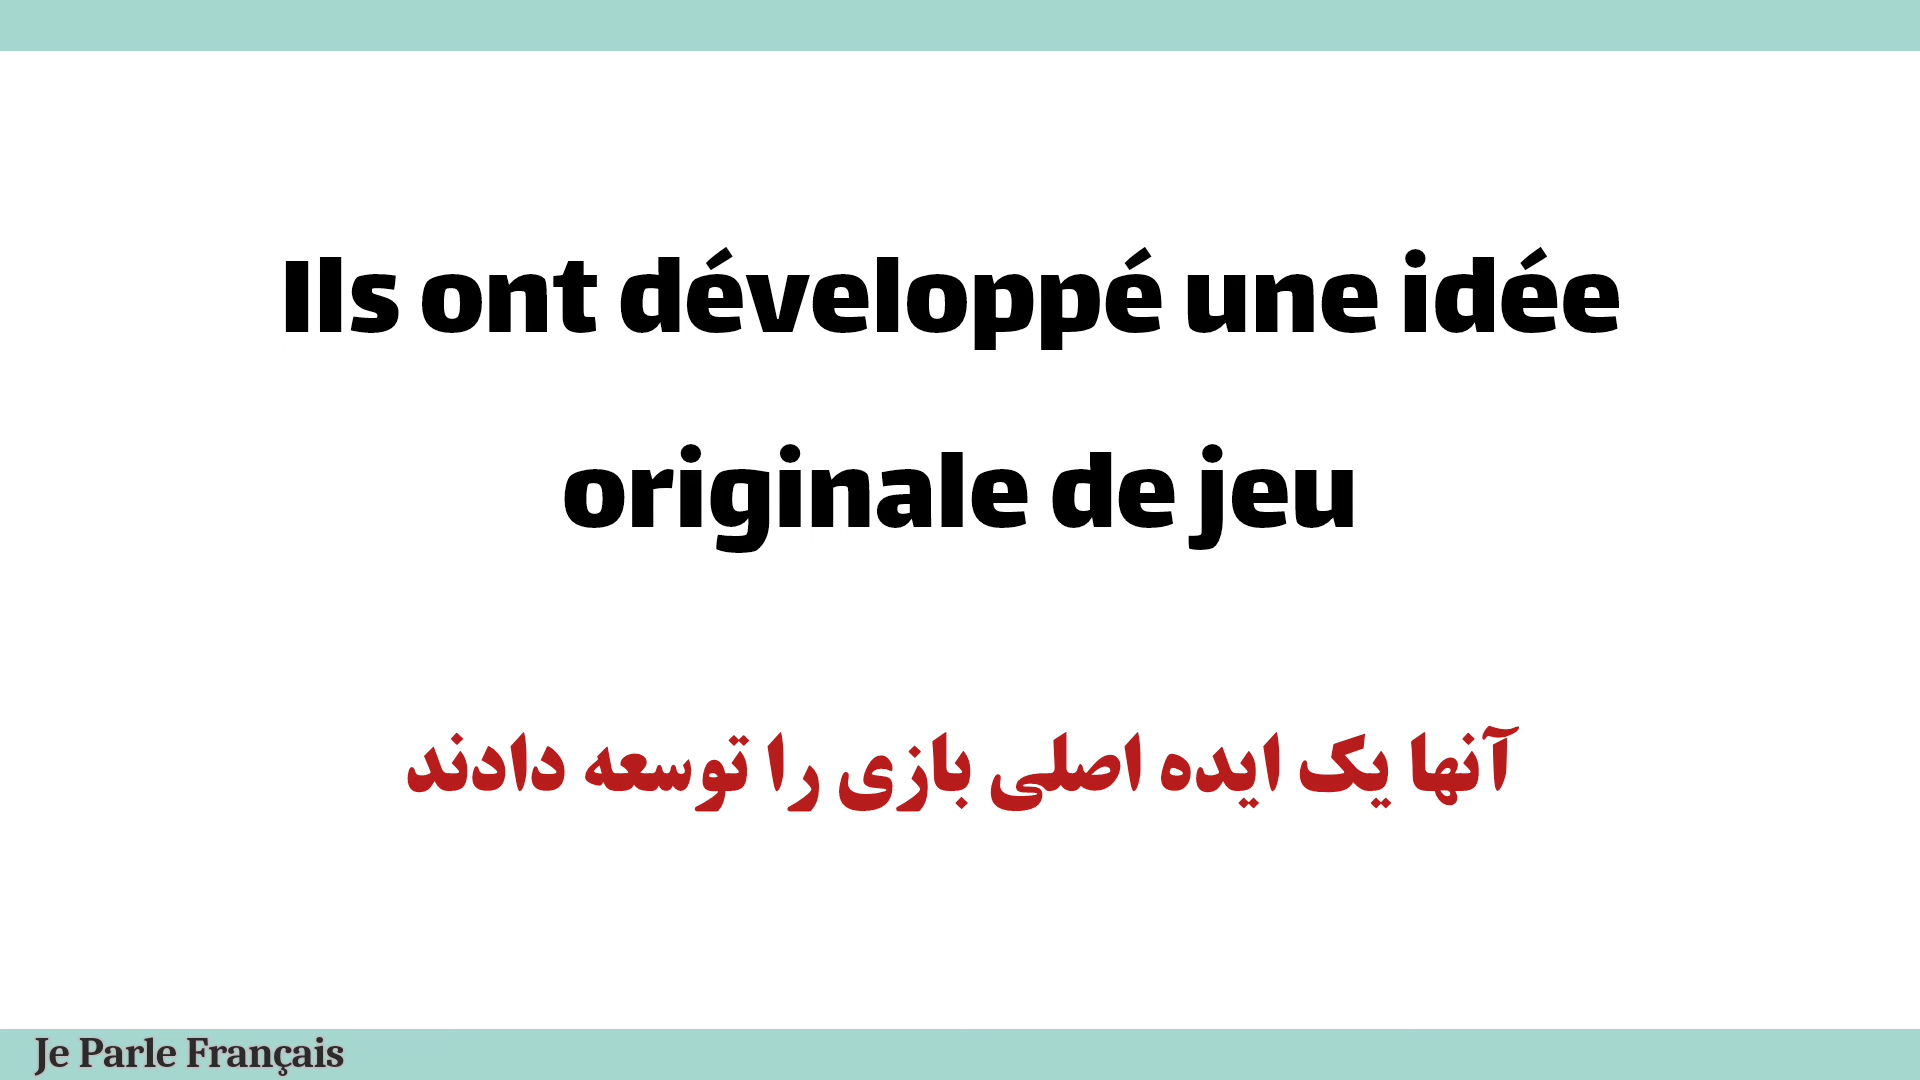 Ils ont développé une idée
originale de jeu
آنها یک ایده اصلی بازی را توسعه دادند
Je Parle Français